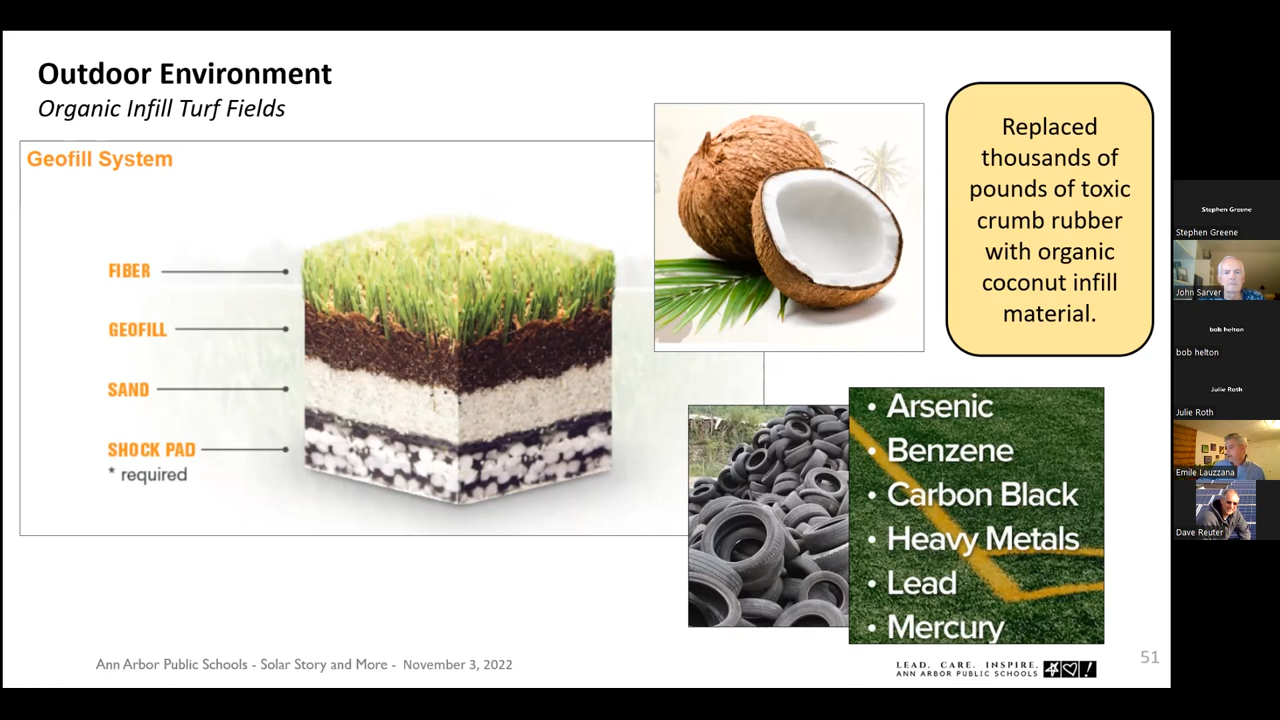 Outdoor Environment
Organic Infill Turf Fields
Geofill System
FIBER
GEOFILL
SAND
SHOCK PAD
* required
Replaced
thousands of
pounds of toxic
crumb rubber
with organic
coconut infill
material.
• Arsenic
• Benzene
• Carbon Black
• Heavy Metals
• Lead
• Mercury
Ann Arbor Public Schools - Solar Story and More - November 3, 2022
LEAD. CARE. INSPIRE.
ANN ARBOR PUBLIC SCHOOLS
51
Stephen Greene
Stephen Greene
John Sarver
bob helton
bob helton
Julie Roth
Julie Roth
Emile Lauzzana
Dave Reuter